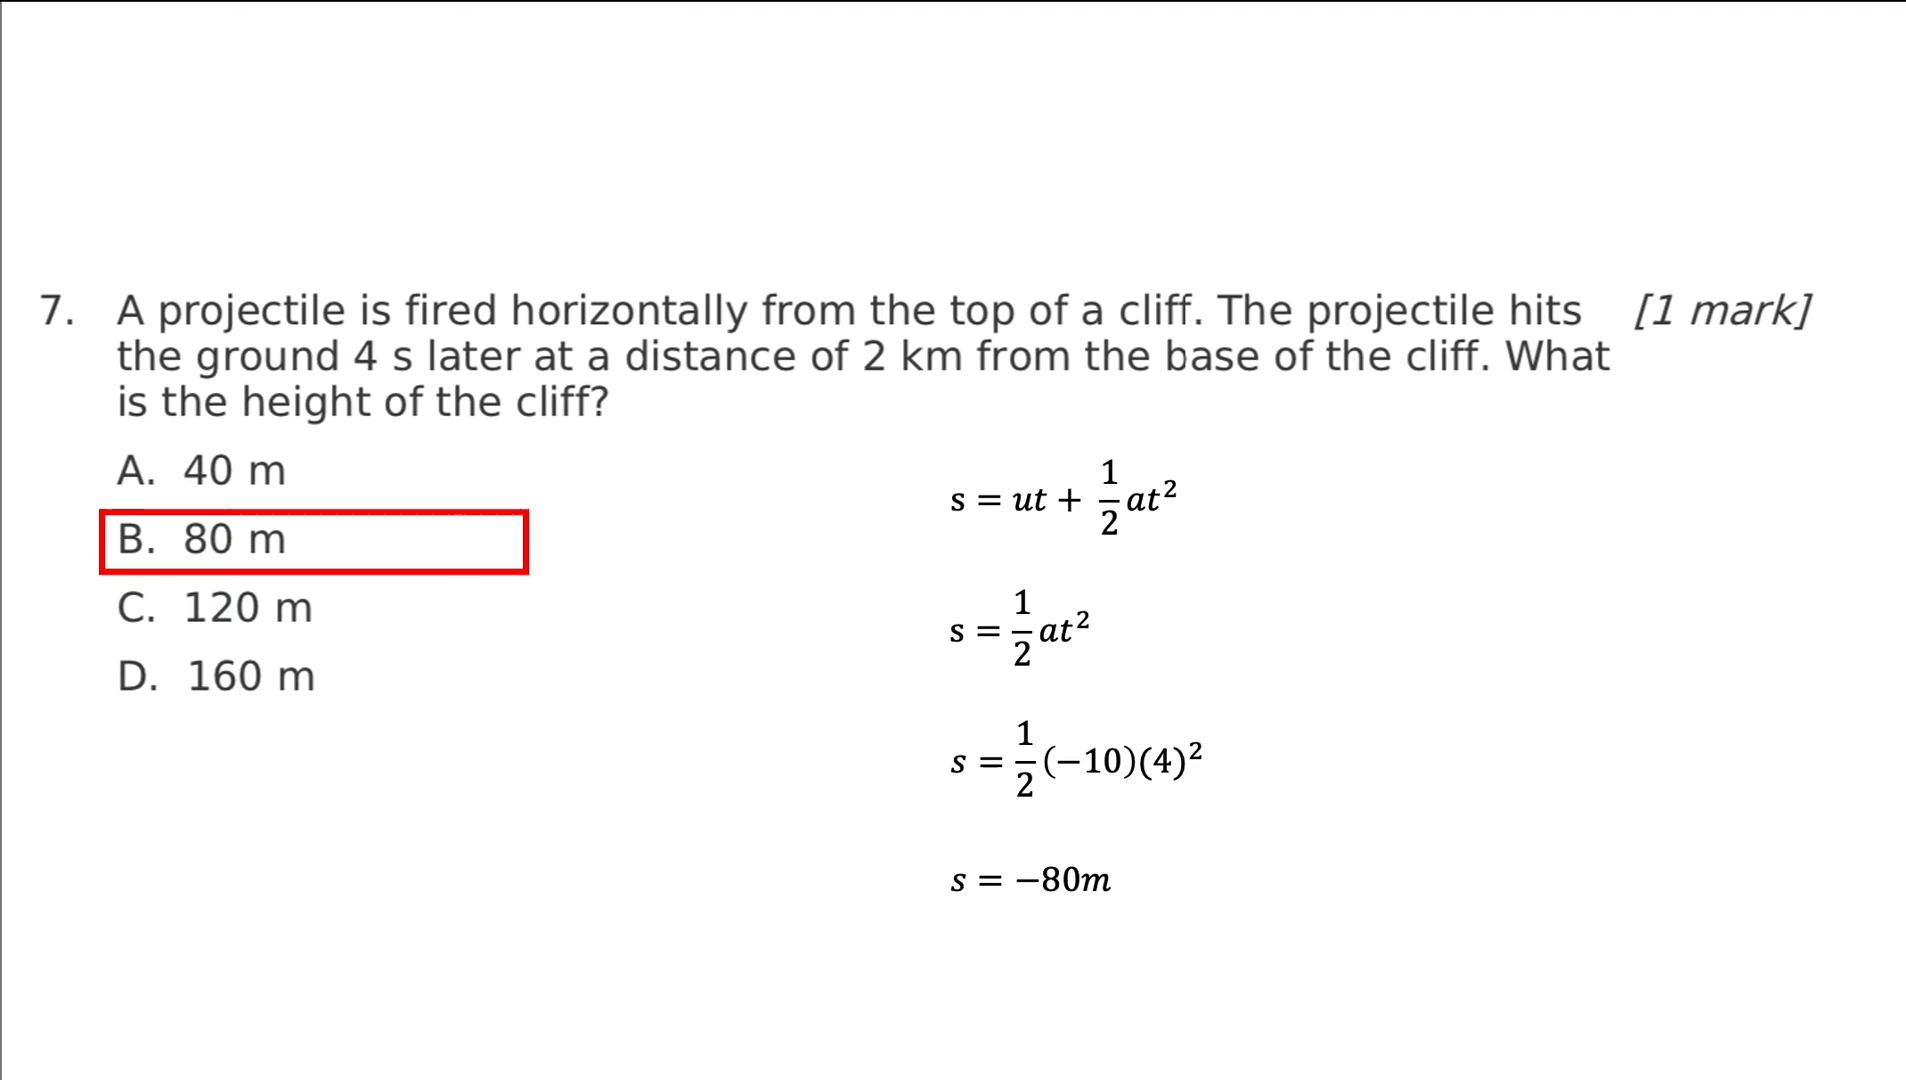 7. A projectile is fired horizontally from the top of a cliff. The projectile hits [1 mark]
the ground 4 s later at a distance of 2 km from the base of the cliff. What
is the height of the cliff?
A. 40 m
B. 80 m
C. 120 m
D. 160 m
s = ut + 1/2 at²
s = 1/2 at²
s = 1/2 (−10)(4)²
s = −80m